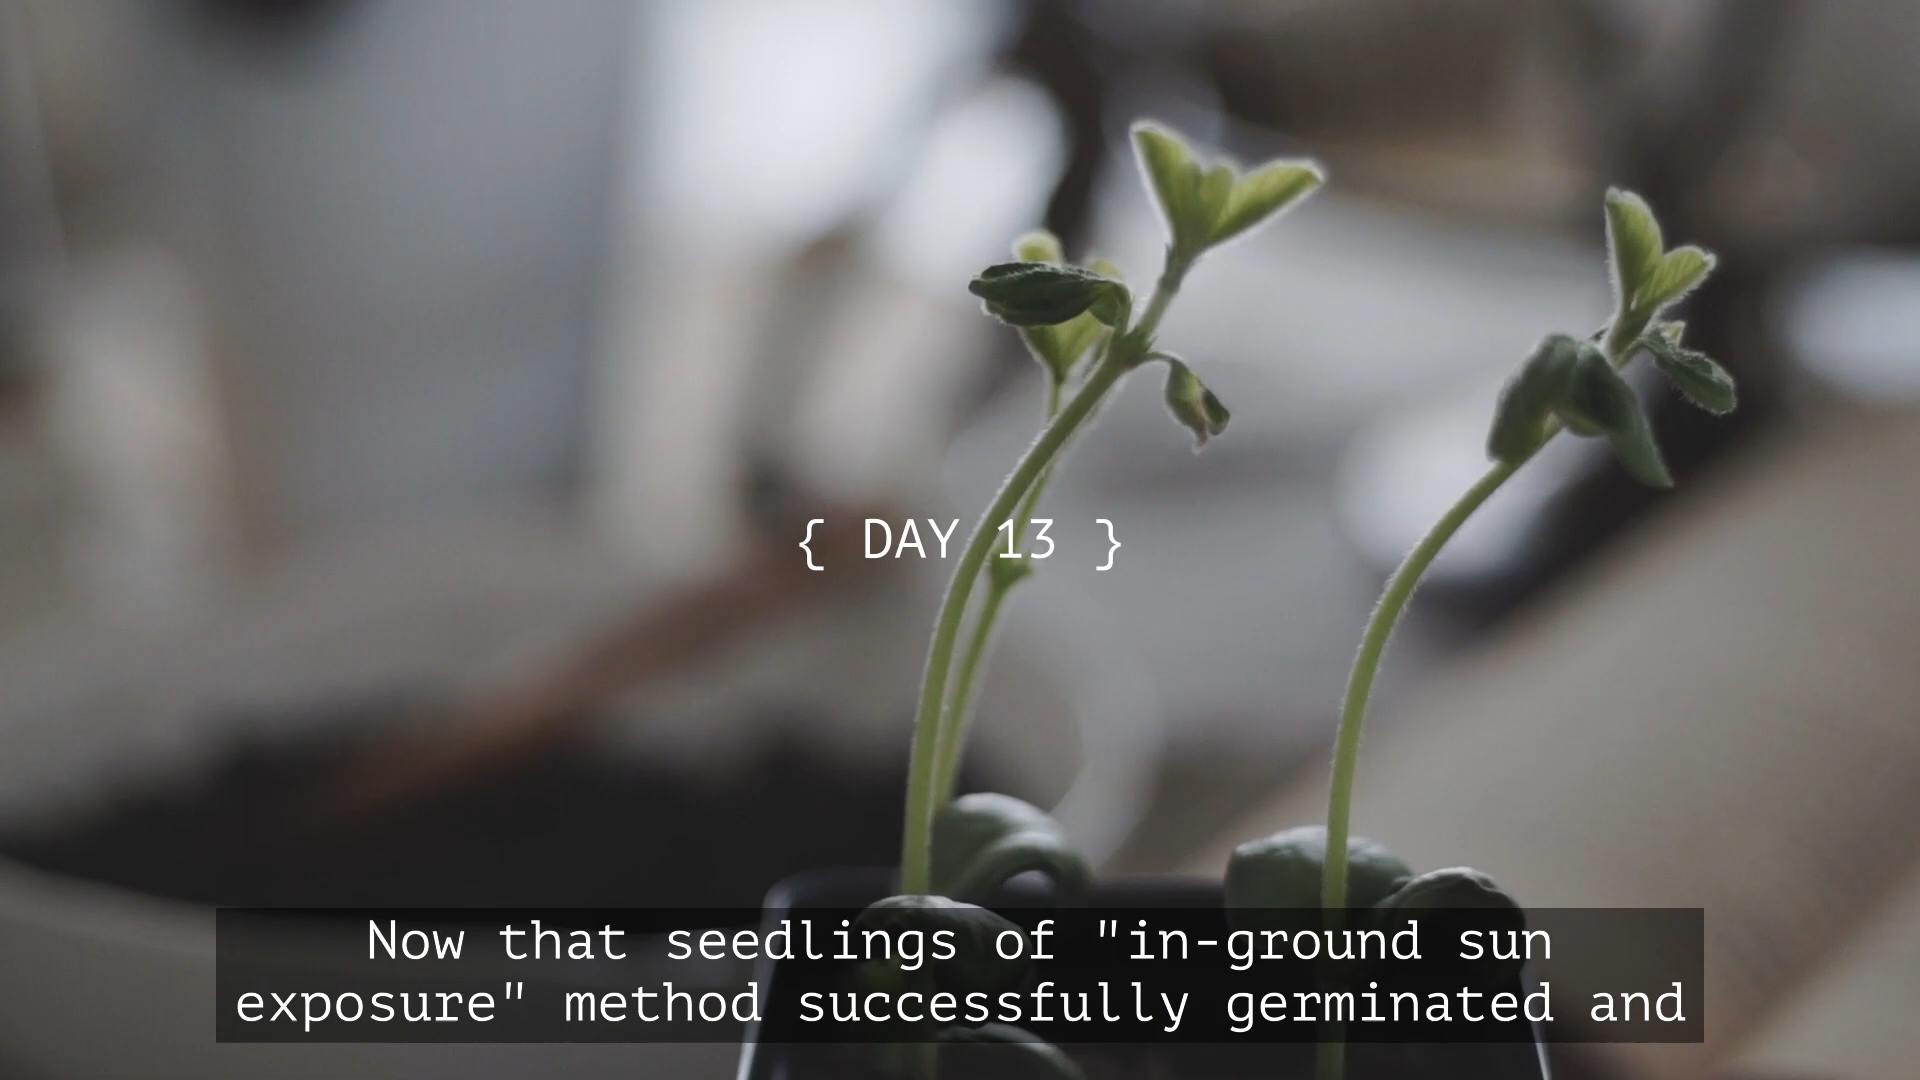 { DAY 13 }
Now that seedlings of "in-ground sun
exposure" method successfully germinated and